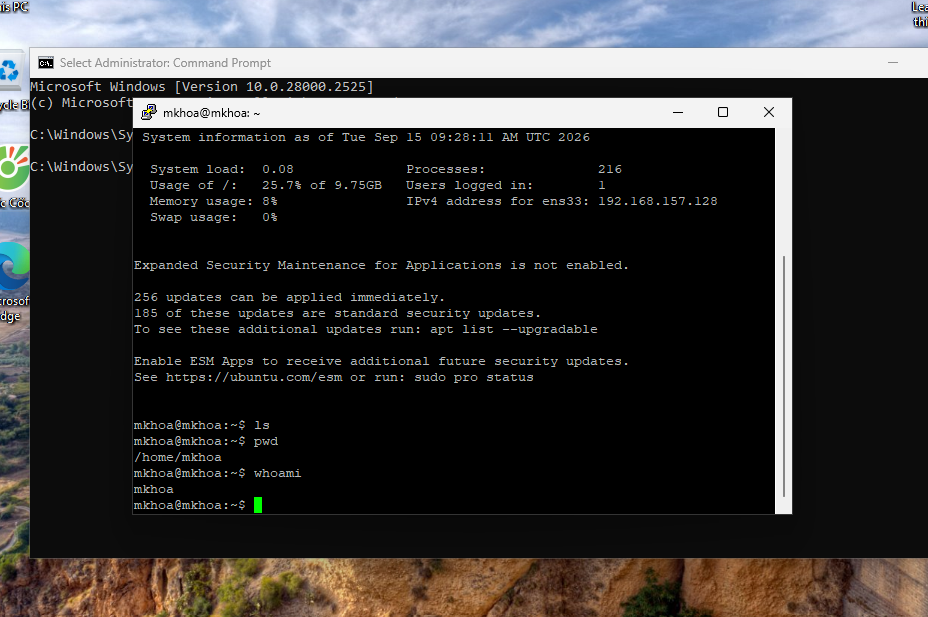 is PC
Lea
thi
Select Administrator: Command Prompt
Microsoft Windows [Version 10.0.28000.2525]
(c) Microsoft
C:\Windows\Sy
C:\Windows\Sy
ycle B
c Cốc
crosof
dge
mkhoa@mkhoa: ~
System information as of Tue Sep 15 09:28:11 AM UTC 2026
System load: 0.08 Processes: 216
Usage of /: 25.7% of 9.75GB Users logged in: 1
Memory usage: 8% IPv4 address for ens33: 192.168.157.128
Swap usage: 0%
Expanded Security Maintenance for Applications is not enabled.
256 updates can be applied immediately.
185 of these updates are standard security updates.
To see these additional updates run: apt list --upgradable
Enable ESM Apps to receive additional future security updates.
See https://ubuntu.com/esm or run: sudo pro status
mkhoa@mkhoa:~$ ls
mkhoa@mkhoa:~$ pwd
/home/mkhoa
mkhoa@mkhoa:~$ whoami
mkhoa
mkhoa@mkhoa:~$